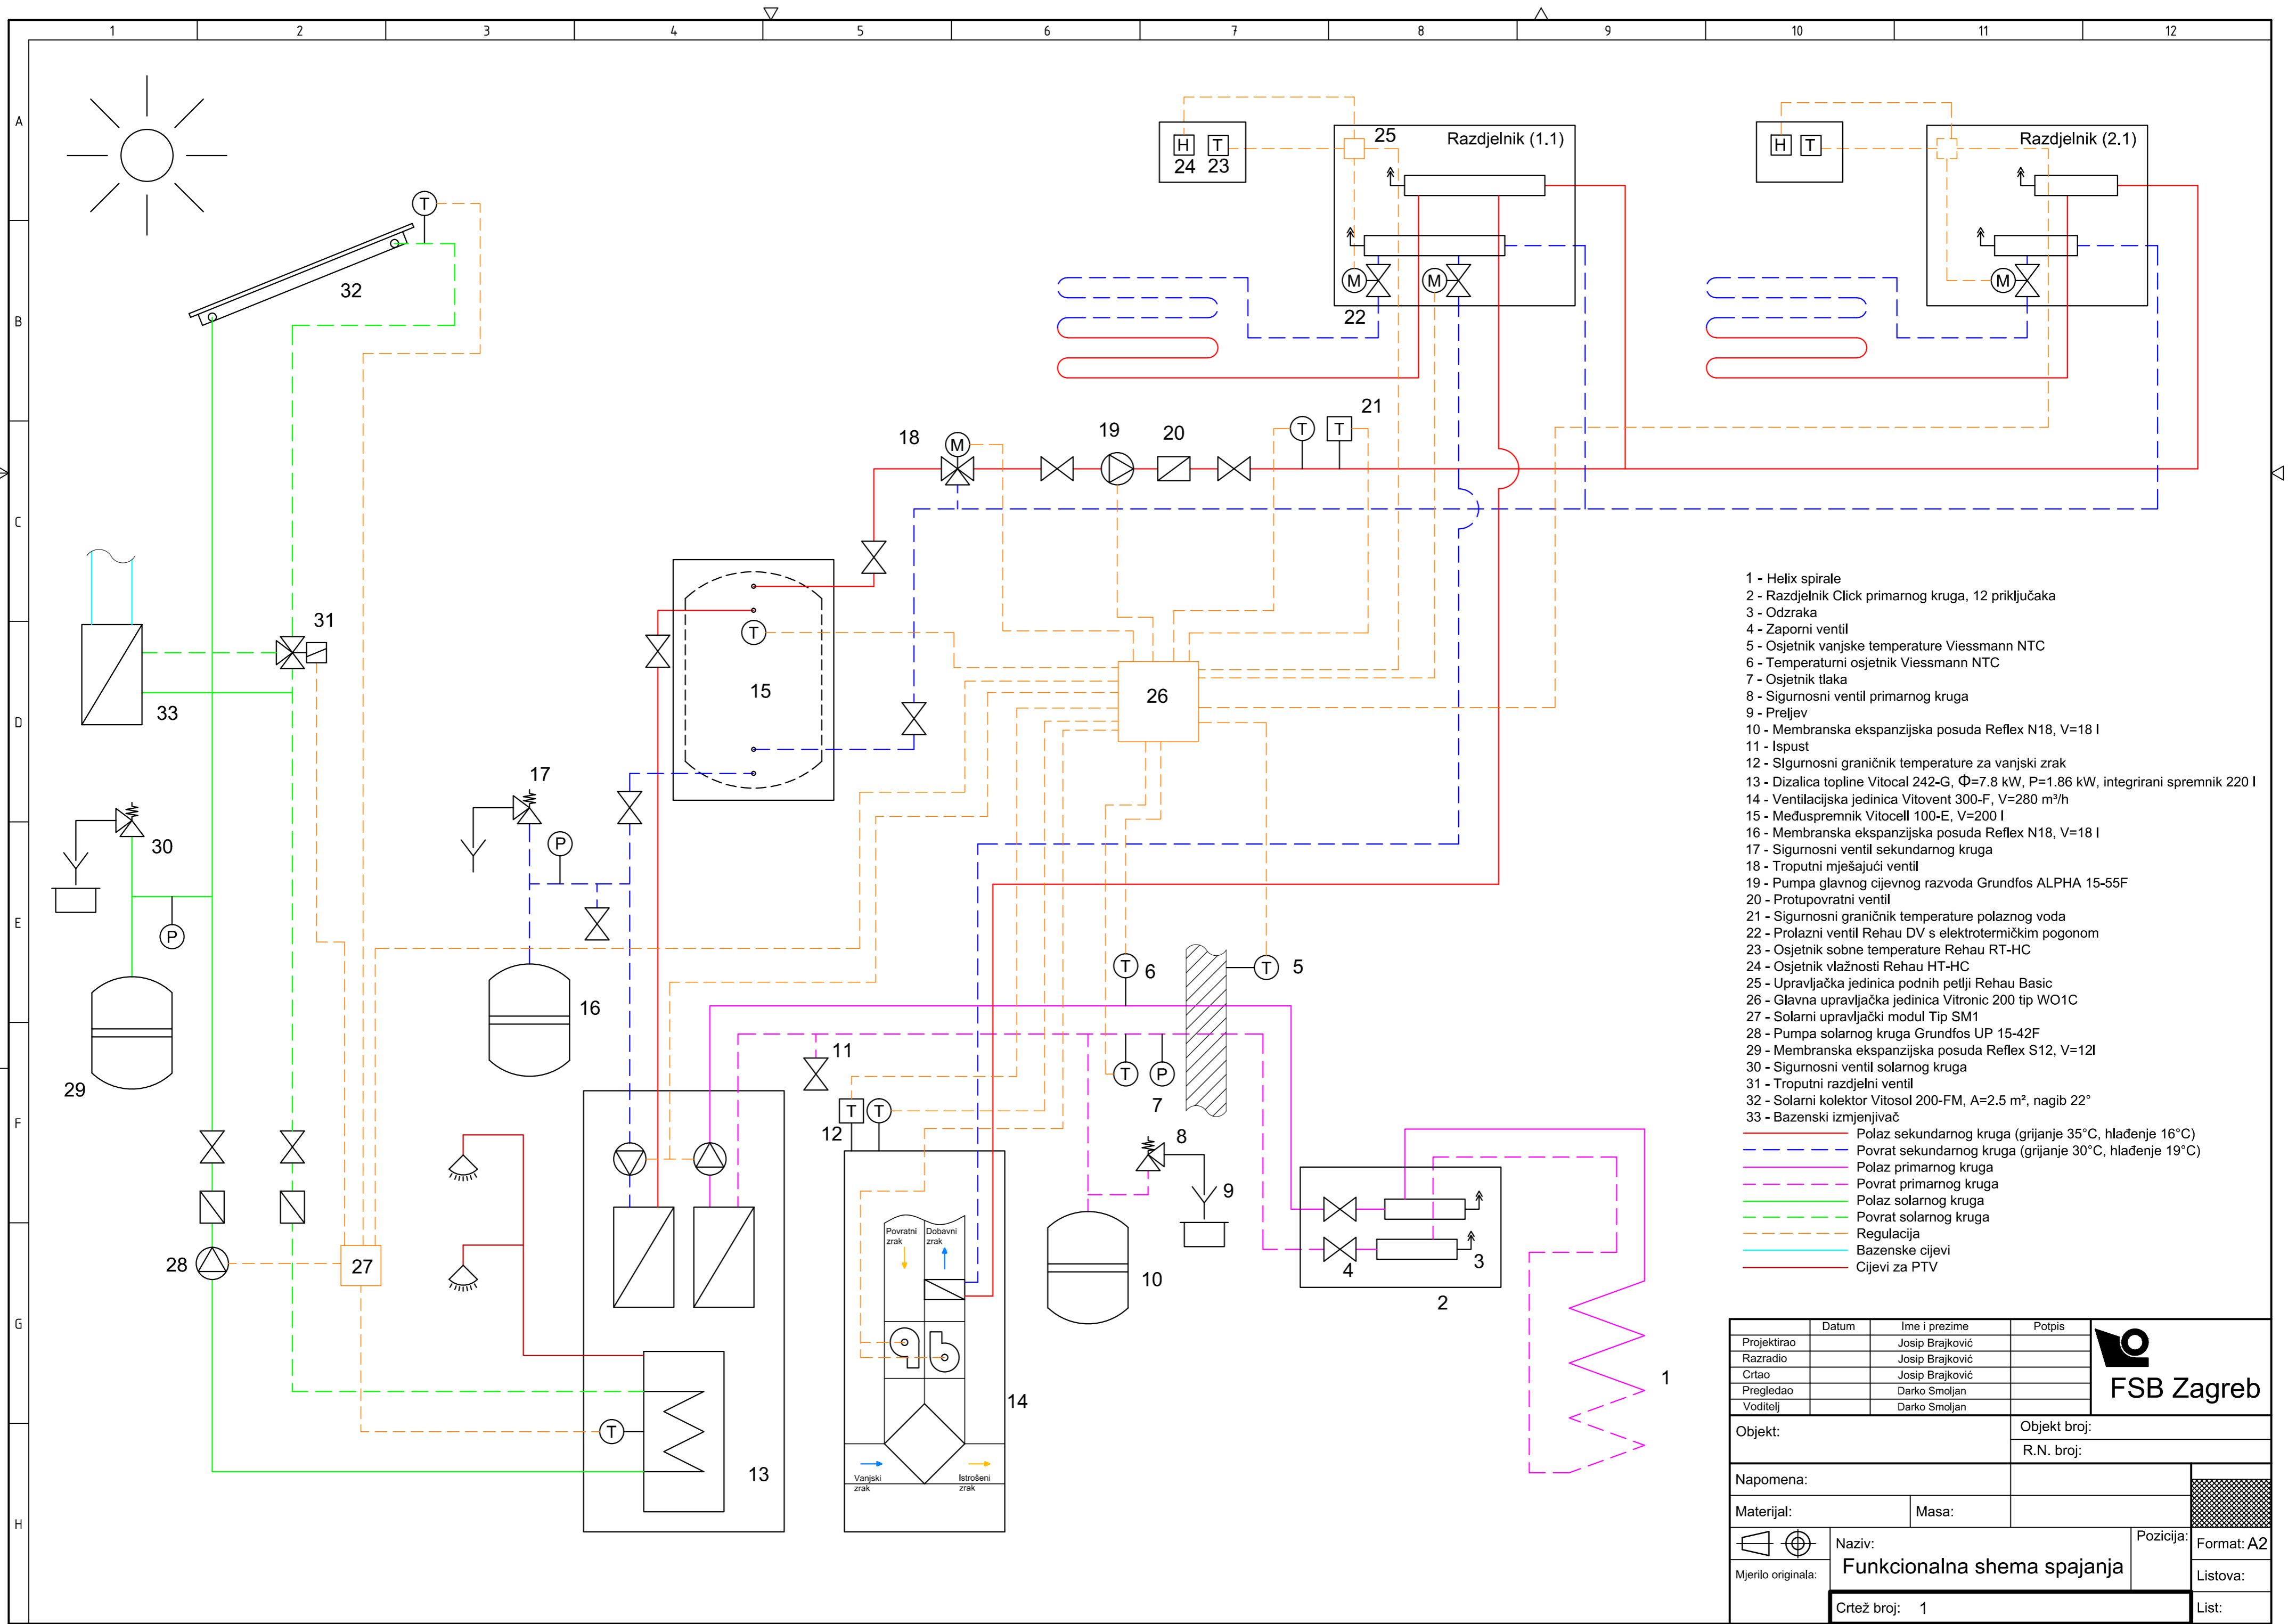 1 2 3 4 5 6 7 8 9 10 11 12
A
B
C
D
E
F
G
H
H T
24 23
25
Razdjelnik (1.1)
M
M
22
H T
Razdjelnik (2.1)
M
T
32
18
M
19
20
T
T
21
31
33
T
15
26
17
P
30
P
29
16
T
6
T
5
11
T
P
7
T T
12
8
9
10
28
27
4
3
2
1
T
13
14
Povratni zrak
Dobavni zrak
Vanjski zrak
Istrošeni zrak
1 - Helix spirale
2 - Razdjelnik Click primarnog kruga, 12 priključaka
3 - Odzraka
4 - Zaporni ventil
5 - Osjetnik vanjske temperature Viessmann NTC
6 - Temperaturni osjetnik Viessmann NTC
7 - Osjetnik tlaka
8 - Sigurnosni ventil primarnog kruga
9 - Preljev
10 - Membranska ekspanzijska posuda Reflex N18, V=18 l
11 - Ispust
12 - SIgurnosni graničnik temperature za vanjski zrak
13 - Dizalica topline Vitocal 242-G, Φ=7.8 kW, P=1.86 kW, integrirani spremnik 220 l
14 - Ventilacijska jedinica Vitovent 300-F, V=280 m³/h
15 - Međuspremnik Vitocell 100-E, V=200 l
16 - Membranska ekspanzijska posuda Reflex N18, V=18 l
17 - Sigurnosni ventil sekundarnog kruga
18 - Troputni mješajući ventil
19 - Pumpa glavnog cijevnog razvoda Grundfos ALPHA 15-55F
20 - Protupovratni ventil
21 - Sigurnosni graničnik temperature polaznog voda
22 - Prolazni ventil Rehau DV s elektrotermičkim pogonom
23 - Osjetnik sobne temperature Rehau RT-HC
24 - Osjetnik vlažnosti Rehau HT-HC
25 - Upravljačka jedinica podnih petlji Rehau Basic
26 - Glavna upravljačka jedinica Vitronic 200 tip WO1C
27 - Solarni upravljački modul Tip SM1
28 - Pumpa solarnog kruga Grundfos UP 15-42F
29 - Membranska ekspanzijska posuda Reflex S12, V=12l
30 - Sigurnosni ventil solarnog kruga
31 - Troputni razdjelni ventil
32 - Solarni kolektor Vitosol 200-FM, A=2.5 m², nagib 22°
33 - Bazenski izmjenjivač
Polaz sekundarnog kruga (grijanje 35°C, hlađenje 16°C)
Povrat sekundarnog kruga (grijanje 30°C, hlađenje 19°C)
Polaz primarnog kruga
Povrat primarnog kruga
Polaz solarnog kruga
Povrat solarnog kruga
Regulacija
Bazenske cijevi
Cijevi za PTV
Datum Ime i prezime Potpis
Projektirao Josip Brajković
Razradio Josip Brajković
Crtao Josip Brajković
Pregledao Darko Smoljan
Voditelj Darko Smoljan
FSB Zagreb
Objekt:
Objekt broj:
R.N. broj:
Napomena:
Materijal:
Masa:
Naziv:
Funkcionalna shema spajanja
Pozicija:
Format: A2
Mjerilo originala:
Listova:
Crtež broj: 1
List: